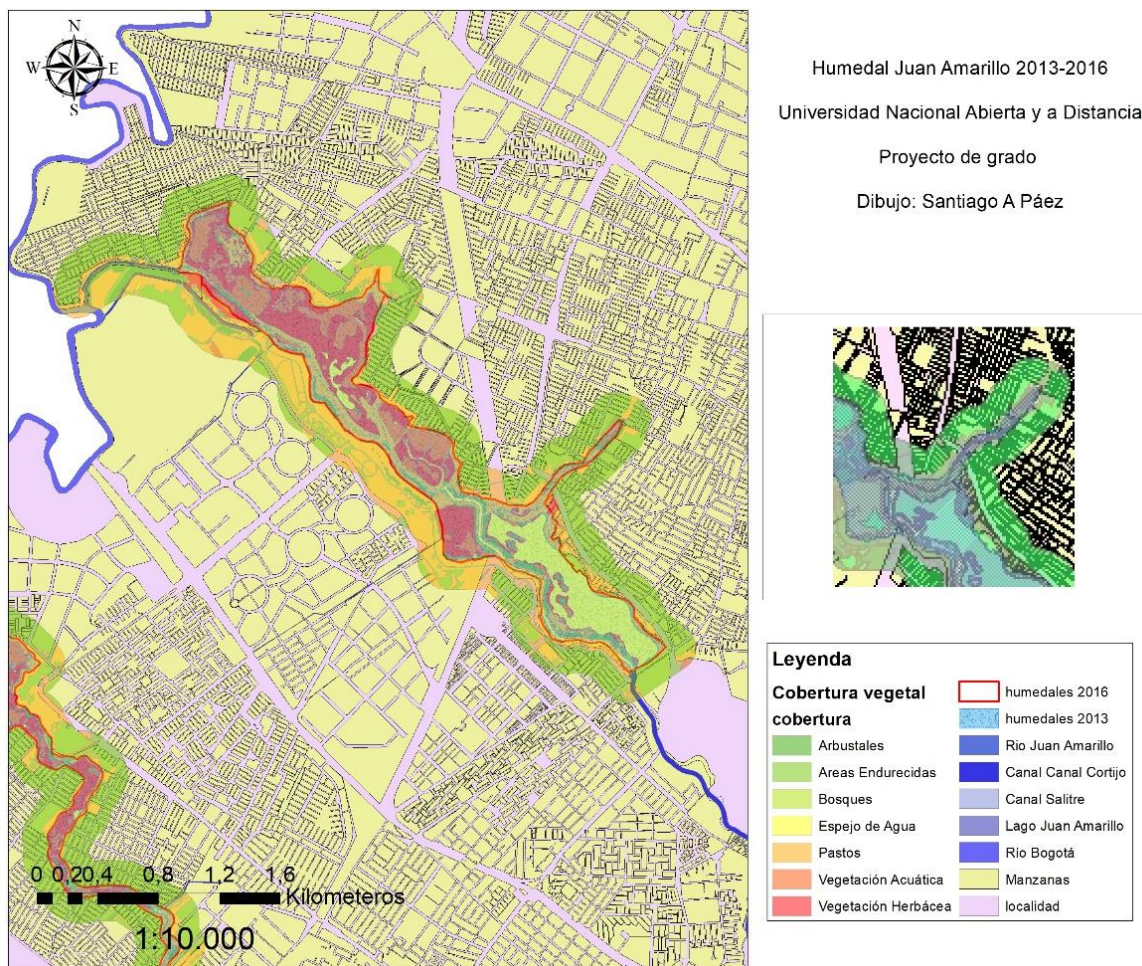 N
W E
S
Humedal Juan Amarillo 2013-2016
Universidad Nacional Abierta y a Distancia
Proyecto de grado
Dibujo: Santiago A Páez
0 0,20,4 0,8 1,2 1,6
Kilometeros
1:10.000
Leyenda
Cobertura vegetal
cobertura
Arbustales
Areas Endurecidas
Bosques
Espejo de Agua
Pastos
Vegetación Acuática
Vegetación Herbácea
humedales 2016
humedales 2013
Rio Juan Amarillo
Canal Canal Cortijo
Canal Salitre
Lago Juan Amarillo
Río Bogotá
Manzanas
localidad